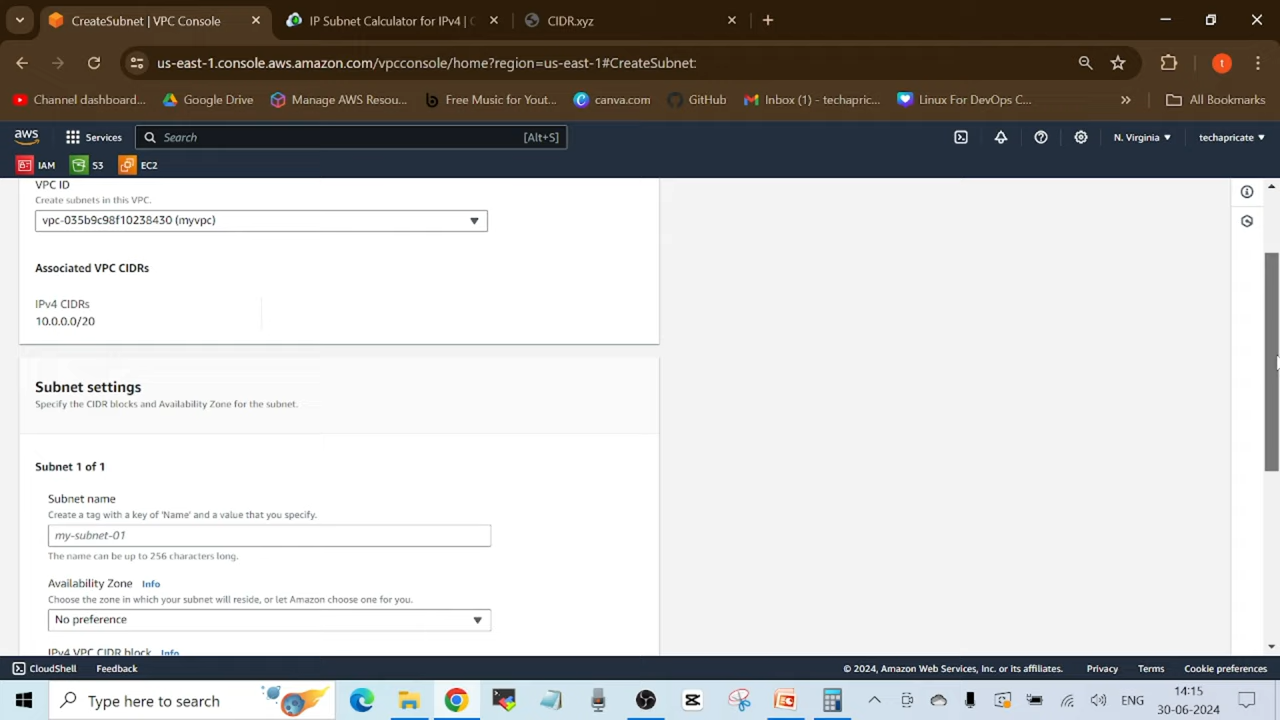 CreateSubnet | VPC Console
IP Subnet Calculator for IPv4 |
CIDR.xyz
us-east-1.console.aws.amazon.com/vpcconsole/home?region=us-east-1#CreateSubnet:
Channel dashboard...
Google Drive
Manage AWS Resou...
Free Music for Yout...
canva.com
GitHub
Inbox (1) - techapric...
Linux For DevOps C...
All Bookmarks
aws
Services
Search
[Alt+S]
N. Virginia
techapricate
IAM
S3
EC2
VPC ID
Create subnets in this VPC.
vpc-035b9c98f10238430 (myvpc)
Associated VPC CIDRs
IPv4 CIDRs
10.0.0.0/20
Subnet settings
Specify the CIDR blocks and Availability Zone for the subnet.
Subnet 1 of 1
Subnet name
Create a tag with a key of 'Name' and a value that you specify.
my-subnet-01
The name can be up to 256 characters long.
Availability Zone Info
Choose the zone in which your subnet will reside, or let Amazon choose one for you.
No preference
IPv4 VPC CIDR block Info
CloudShell
Feedback
© 2024, Amazon Web Services, Inc. or its affiliates.
Privacy
Terms
Cookie preferences
Type here to search
ENG
14:15
30-06-2024